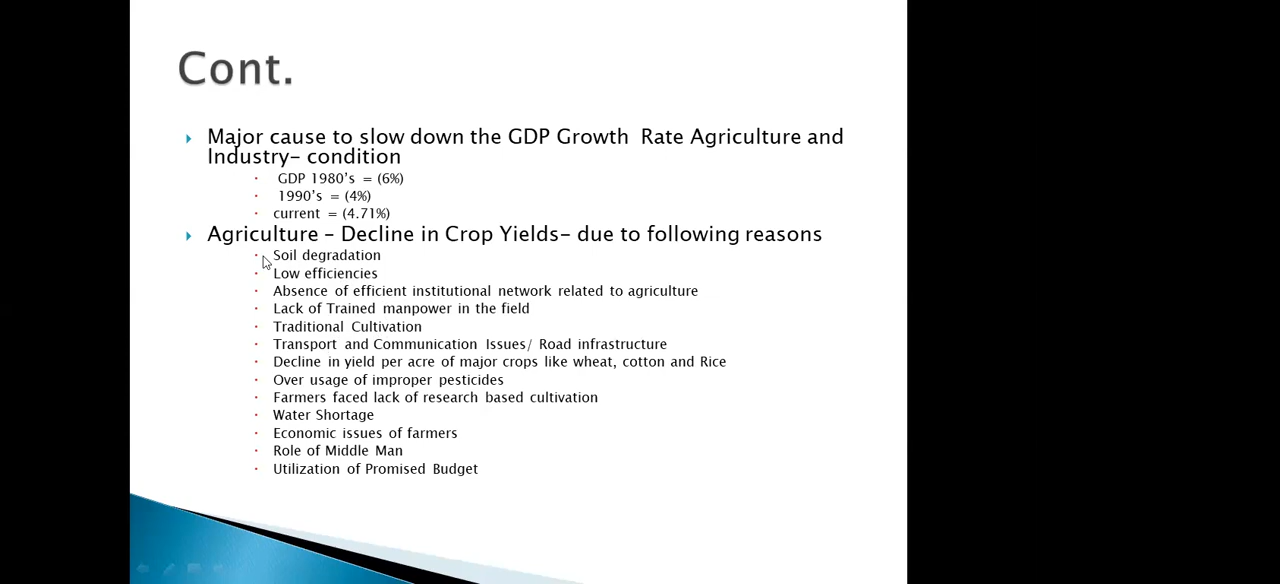 Cont.
Major cause to slow down the GDP Growth Rate Agriculture and
Industry- condition
GDP 1980's = (6%)
1990's = (4%)
current = (4.71%)
Agriculture - Decline in Crop Yields- due to following reasons
Soil degradation
Low efficiencies
Absence of efficient institutional network related to agriculture
Lack of Trained manpower in the field
Traditional Cultivation
Transport and Communication Issues/ Road infrastructure
Decline in yield per acre of major crops like wheat, cotton and Rice
Over usage of improper pesticides
Farmers faced lack of research based cultivation
Water Shortage
Economic issues of farmers
Role of Middle Man
Utilization of Promised Budget